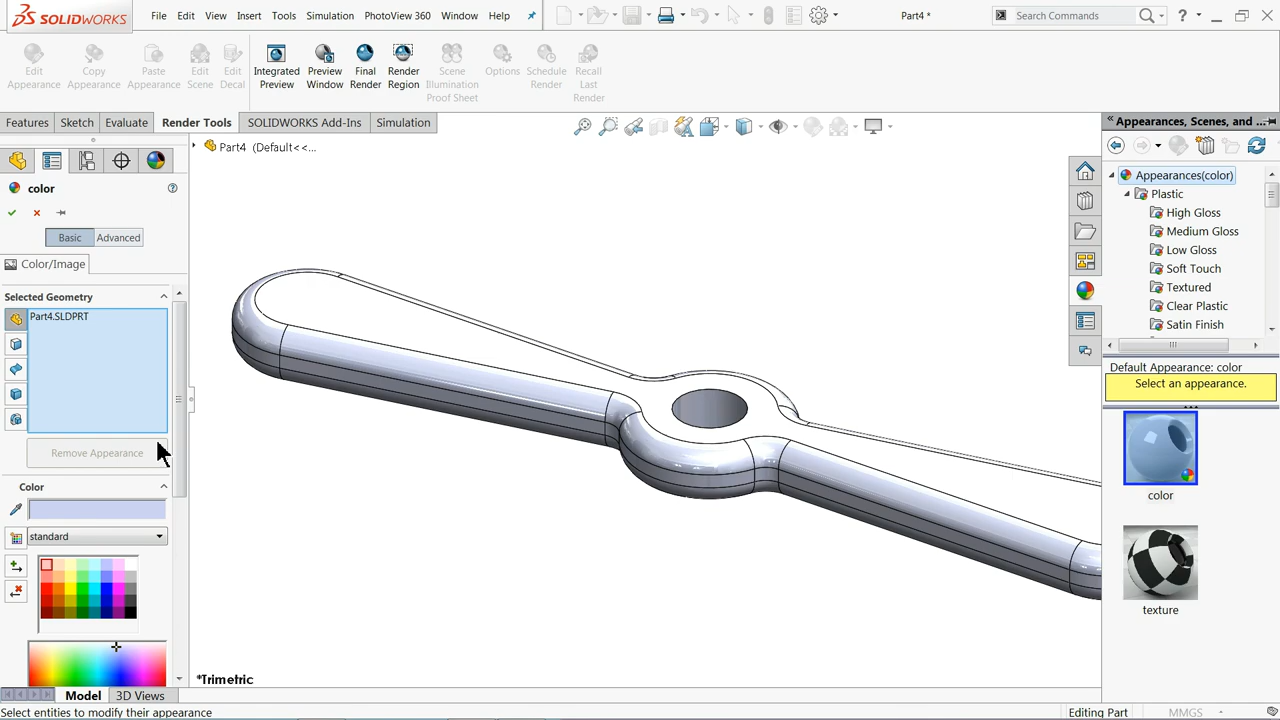 SOLIDWORKS File Edit View Insert Tools Simulation PhotoView 360 Window Help Part4 * Search Commands ?
Edit Appearance
Copy Appearance
Paste Appearance
Edit Scene
Edit Decal
Integrated Preview
Preview Window
Final Render
Render Region
Scene Illumination Proof Sheet
Options
Schedule Render
Recall Last Render
Features Sketch Evaluate Render Tools SOLIDWORKS Add-Ins Simulation
Appearances, Scenes, and ...
Part4 (Default<<...
color
Basic Advanced
Color/Image
Selected Geometry
Part4.SLDPRT
Remove Appearance
Color
standard
Appearances(color)
Plastic
High Gloss
Medium Gloss
Low Gloss
Soft Touch
Textured
Clear Plastic
Satin Finish
Default Appearance: color
Select an appearance.
color
texture
*Trimetric
Model 3D Views
Select entities to modify their appearance Editing Part MMGS